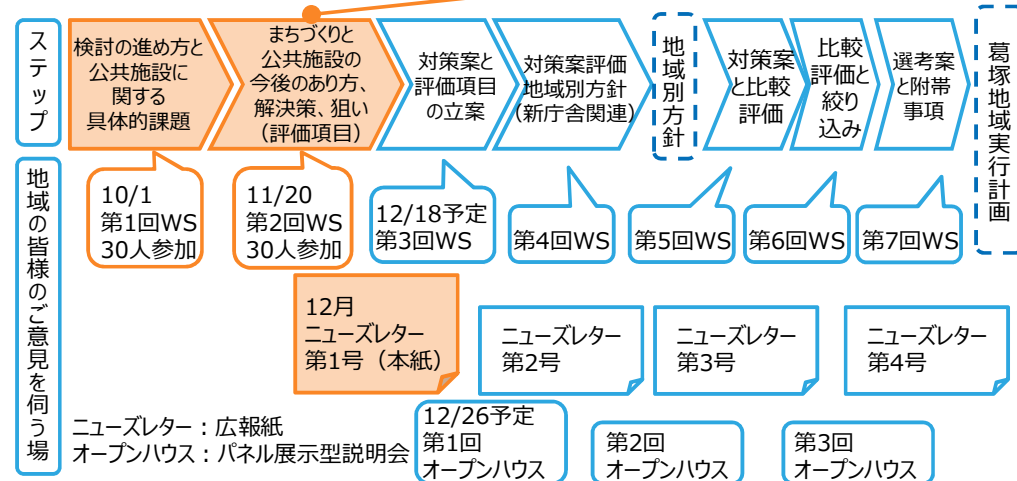 ステップ
検討の進め方と
公共施設に
関する
具体的課題
まちづくりと
公共施設の
今後のあり方、
解決策、狙い
（評価項目）
対策案と
評価項目
の立案
対策案評価
地域別方針
（新庁舎関連）
地域別方針
対策案
と比較
評価
比較
評価と
絞り
込み
選考案
と附帯
事項
葛塚地域実行計画
地域の皆様のご意見を伺う場
10/1
第1回WS
30人参加
11/20
第2回WS
30人参加
12/18予定
第3回WS
第4回WS
第5回WS
第6回WS
第7回WS
12月
ニューズレター
第1号（本紙）
ニューズレター
第2号
ニューズレター
第3号
ニューズレター
第4号
ニューズレター：広報紙
オープンハウス：パネル展示型説明会
12/26予定
第1回
オープンハウス
第2回
オープンハウス
第3回
オープンハウス